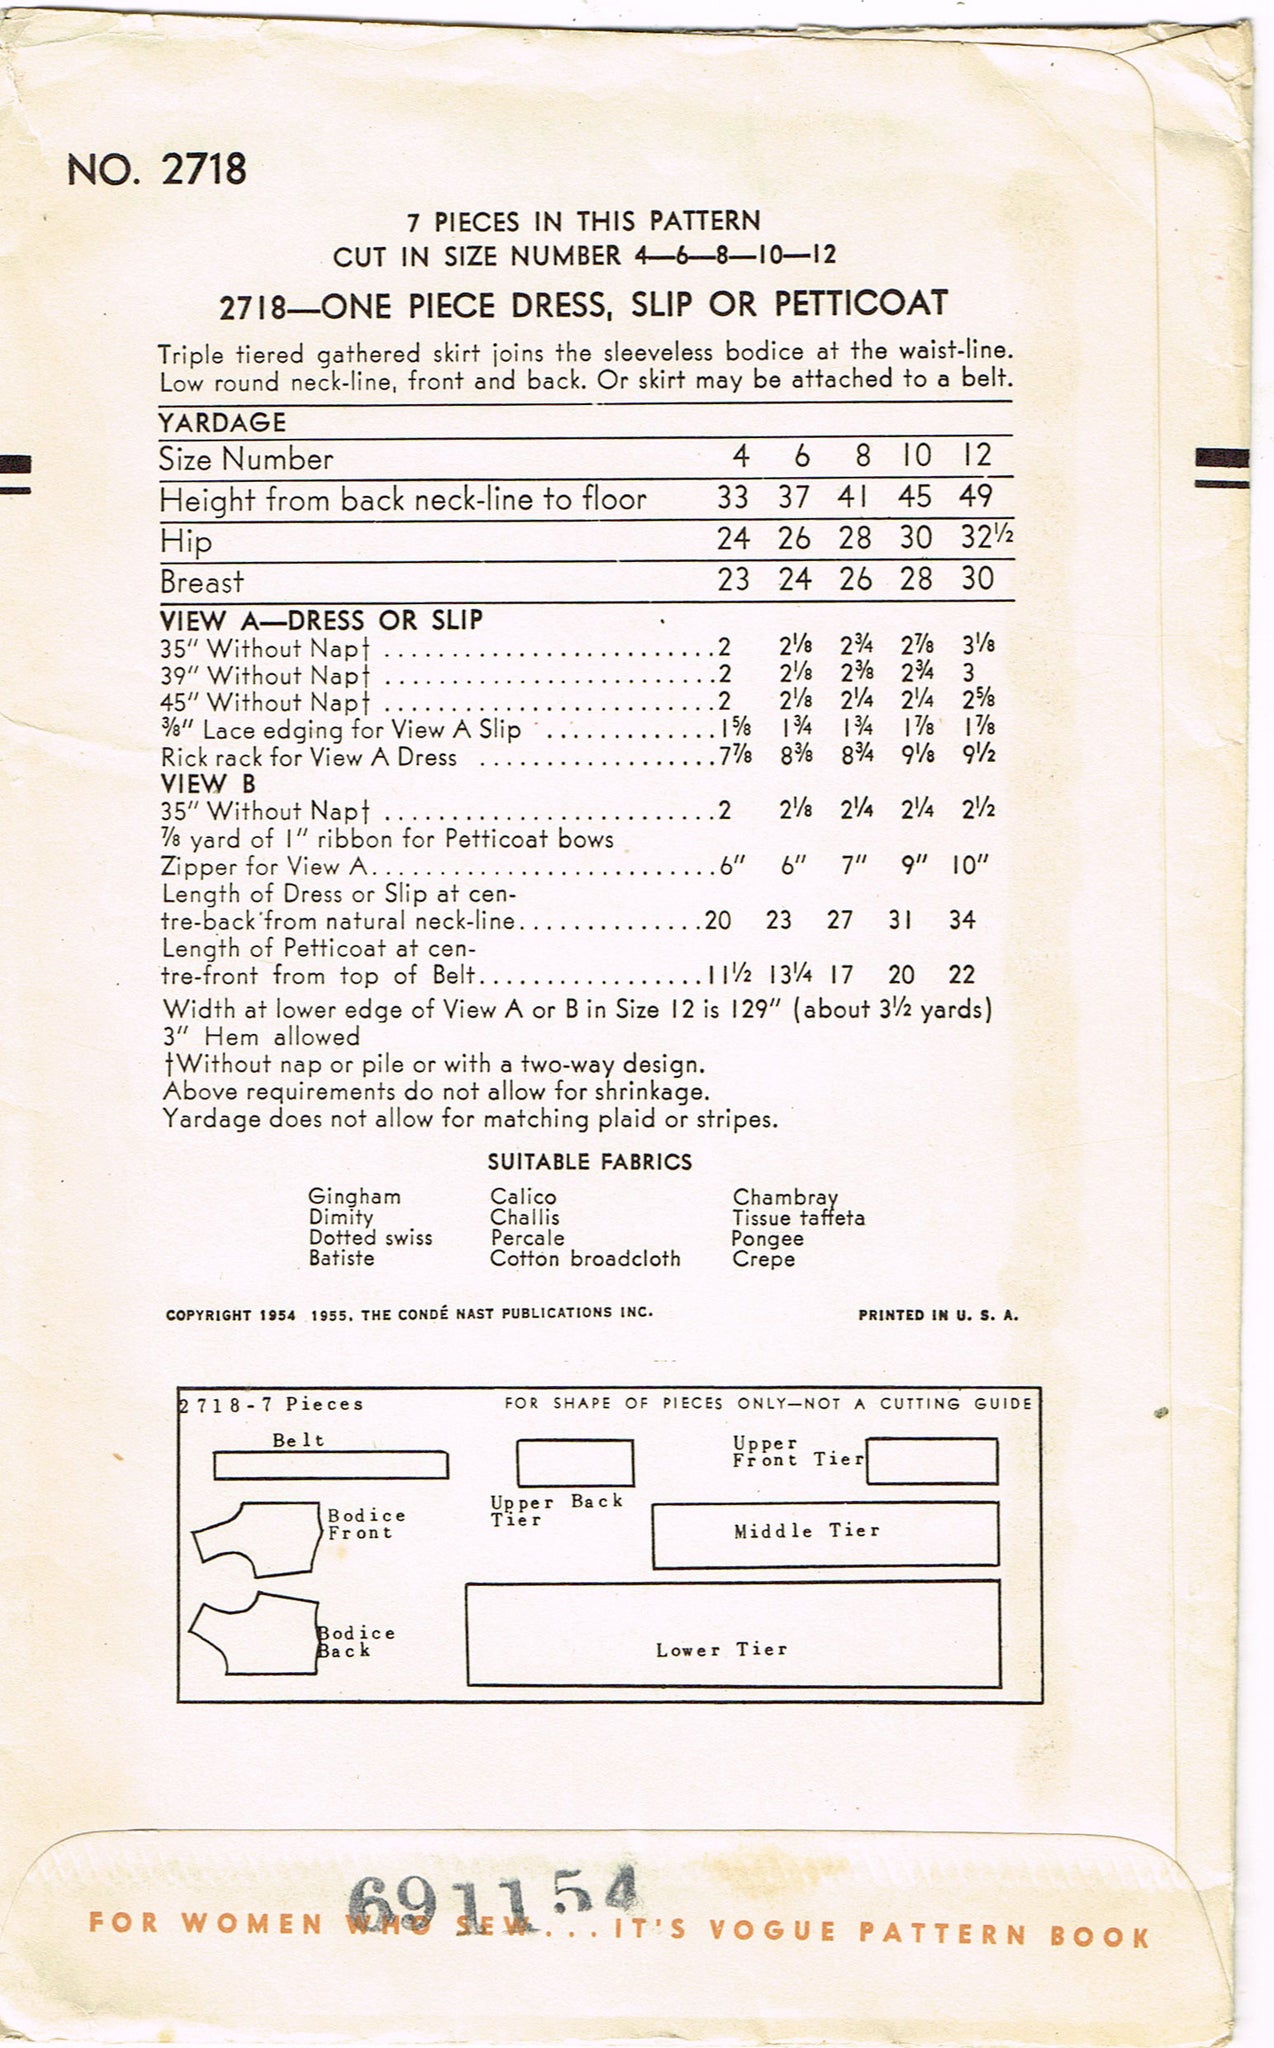 NO. 2718
7 PIECES IN THIS PATTERN
CUT IN SIZE NUMBER 4—6—8—10—12
2718—ONE PIECE DRESS, SLIP OR PETTICOAT
Triple tiered gathered skirt joins the sleeveless bodice at the waist-line.
Low round neck-line, front and back. Or skirt may be attached to a belt.
YARDAGE
Size Number 4 6 8 10 12
Height from back neck-line to floor 33 37 41 45 49
Hip 24 26 28 30 32½
Breast 23 24 26 28 30
VIEW A—DRESS OR SLIP
35" Without Nap† .........................2 2⅛ 2¾ 2⅞ 3⅛
39" Without Nap† .........................2 2⅛ 2⅜ 2¾ 3
45" Without Nap† .........................2 2⅛ 2¼ 2¼ 2⅝
⅜" Lace edging for View A Slip .............1⅝ 1¾ 1¾ 1⅞ 1⅞
Rick rack for View A Dress ..................7⅞ 8⅜ 8¾ 9⅛ 9½
VIEW B
35" Without Nap† .........................2 2⅛ 2¼ 2¼ 2½
⅞ yard of 1" ribbon for Petticoat bows
Zipper for View A..........................6" 6" 7" 9" 10"
Length of Dress or Slip at cen-
tre-back from natural neck-line..............20 23 27 31 34
Length of Petticoat at cen-
tre-front from top of Belt.................11½ 13¼ 17 20 22
Width at lower edge of View A or B in Size 12 is 129" (about 3½ yards)
3" Hem allowed
†Without nap or pile or with a two-way design.
Above requirements do not allow for shrinkage.
Yardage does not allow for matching plaid or stripes.
SUITABLE FABRICS
Gingham Calico Chambray
Dimity Challis Tissue taffeta
Dotted swiss Percale Pongee
Batiste Cotton broadcloth Crepe
COPYRIGHT 1954 1955, THE CONDÉ NAST PUBLICATIONS INC. PRINTED IN U. S. A.
2718-7 Pieces FOR SHAPE OF PIECES ONLY—NOT A CUTTING GUIDE
Belt
Upper Back
Tier
Upper
Front Tier
Bodice
Front
Middle Tier
Bodice
Back
Lower Tier
691154
FOR WOMEN WHO SEW...IT'S VOGUE PATTERN BOOK